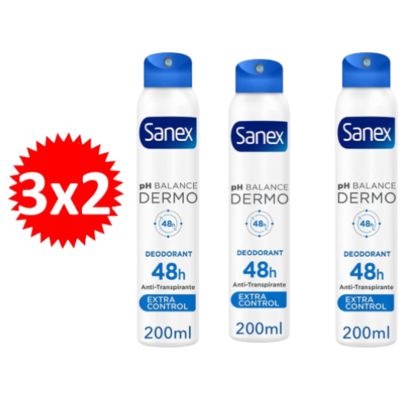 3x2
Sanex
pH BALANCE
DERMO
48h
DEODORANT
48h
Anti-Transpirante
EXTRA
CONTROL
200ml
Sanex
pH BALANCE
DERMO
48h
DEODORANT
48h
Anti-Transpirante
EXTRA
CONTROL
200ml
Sanex
pH BALANCE
DERMO
48h
DEODORANT
48h
Anti-Transpirante
EXTRA
CONTROL
200ml